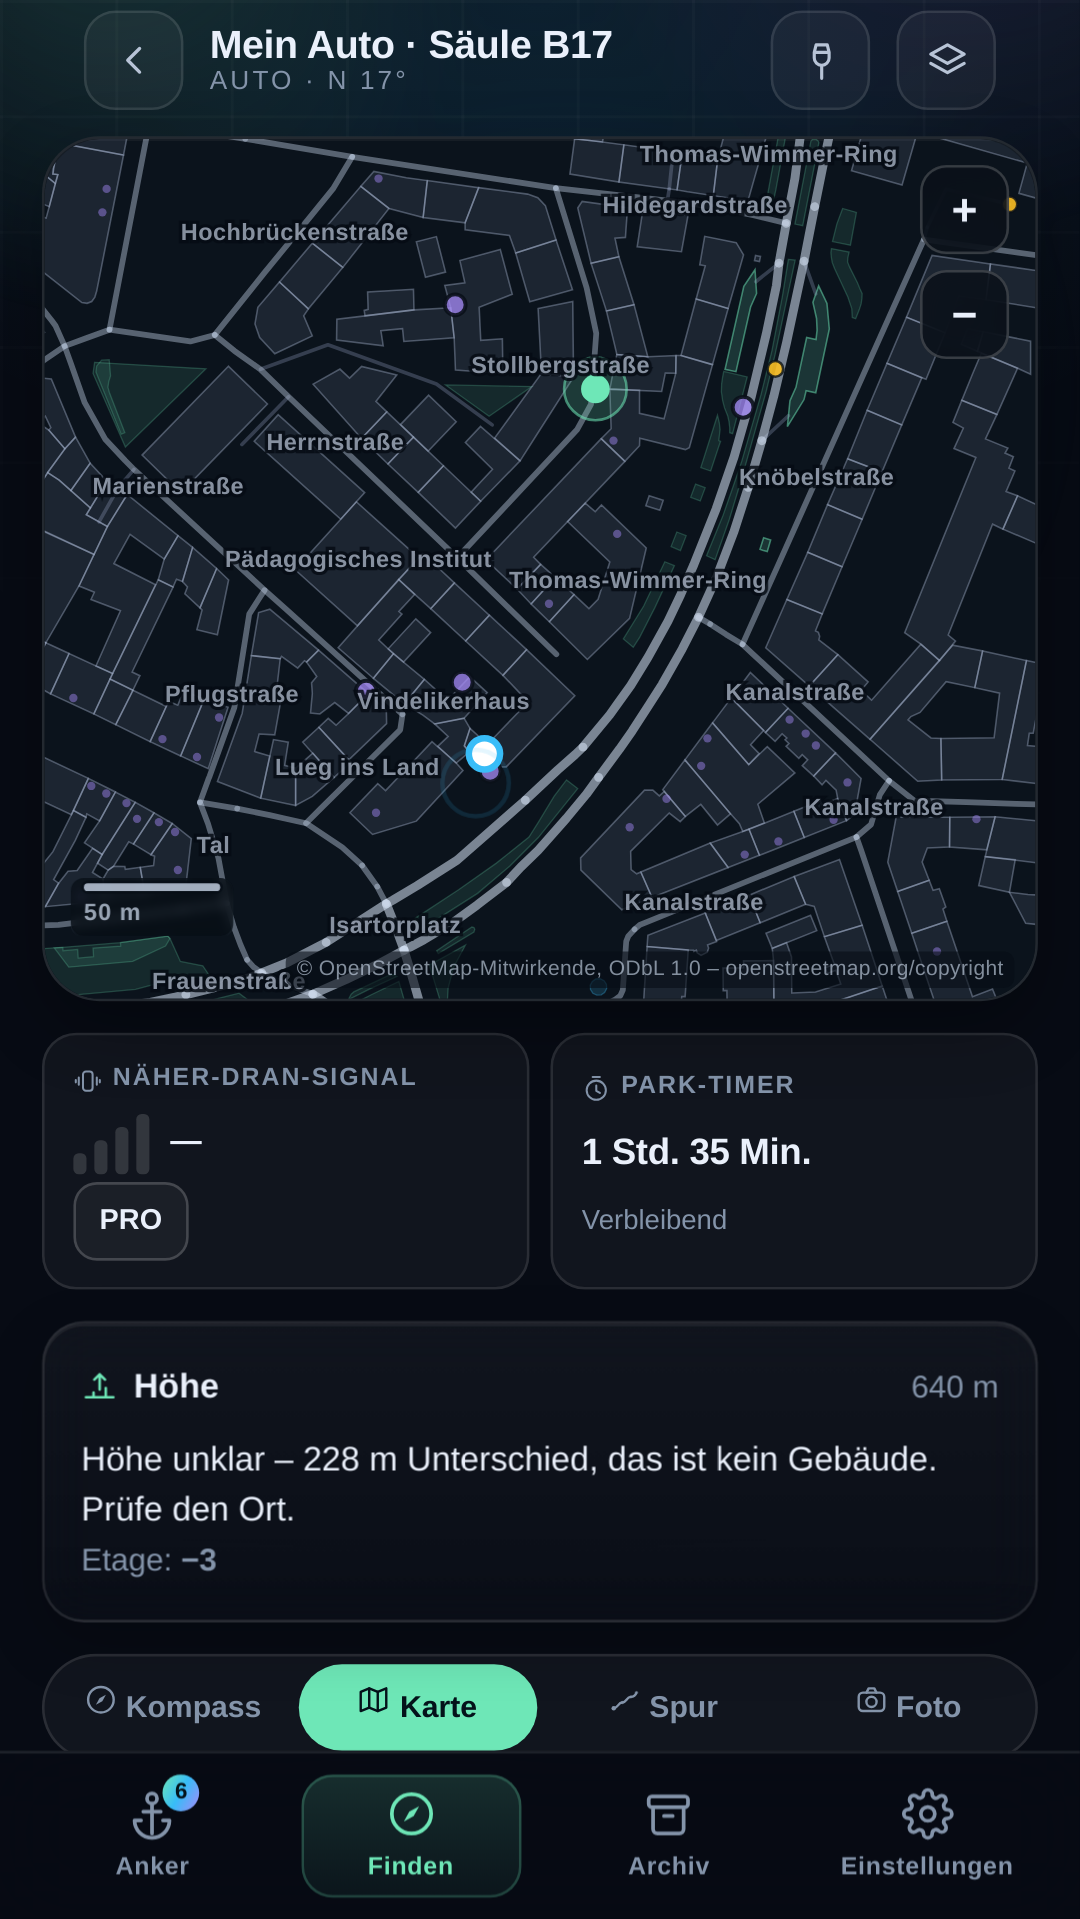 Mein Auto · Säule B17
AUTO · N 17°
Thomas-Wimmer-Ring
Hildegardstraße
Hochbrückenstraße
+
−
Stollbergstraße
Herrnstraße
Marienstraße
Knöbelstraße
Pädagogisches Institut
Thomas-Wimmer-Ring
Pflugstraße
Vindelikerhaus
Kanalstraße
Lueg ins Land
Kanalstraße
Tal
50 m
Kanalstraße
Isartorplatz
Frauenstraße
© OpenStreetMap-Mitwirkende, ODbL 1.0 – openstreetmap.org/copyright
NÄHER-DRAN-SIGNAL
—
PRO
PARK-TIMER
1 Std. 35 Min.
Verbleibend
Höhe
640 m
Höhe unklar – 228 m Unterschied, das ist kein Gebäude.
Prüfe den Ort.
Etage: −3
Kompass
Karte
Spur
Foto
6
Anker
Finden
Archiv
Einstellungen